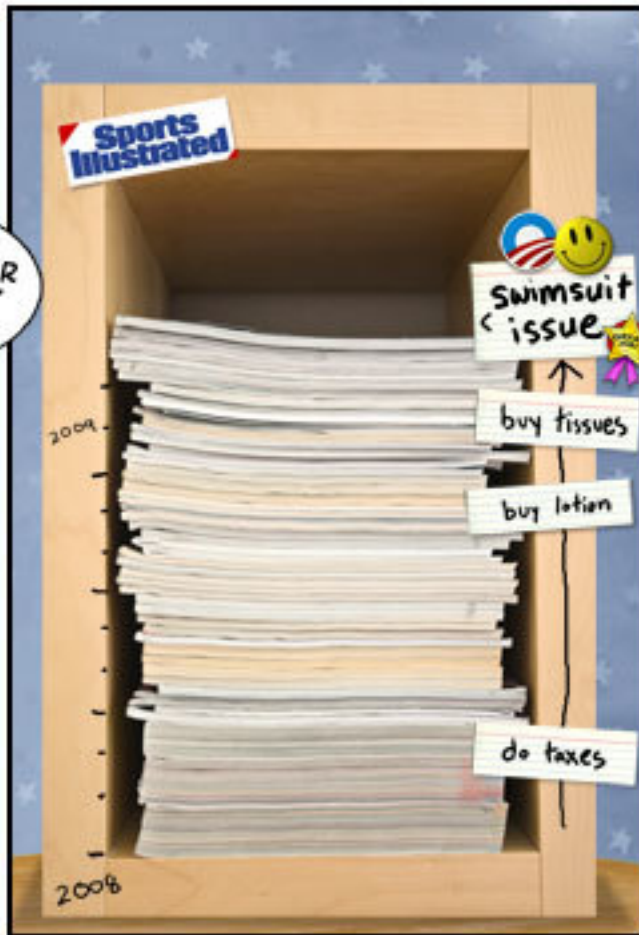 Sports
Illustrated
R
swimsuit
issue
2009
buy tissues
buy lotion
do taxes
2008